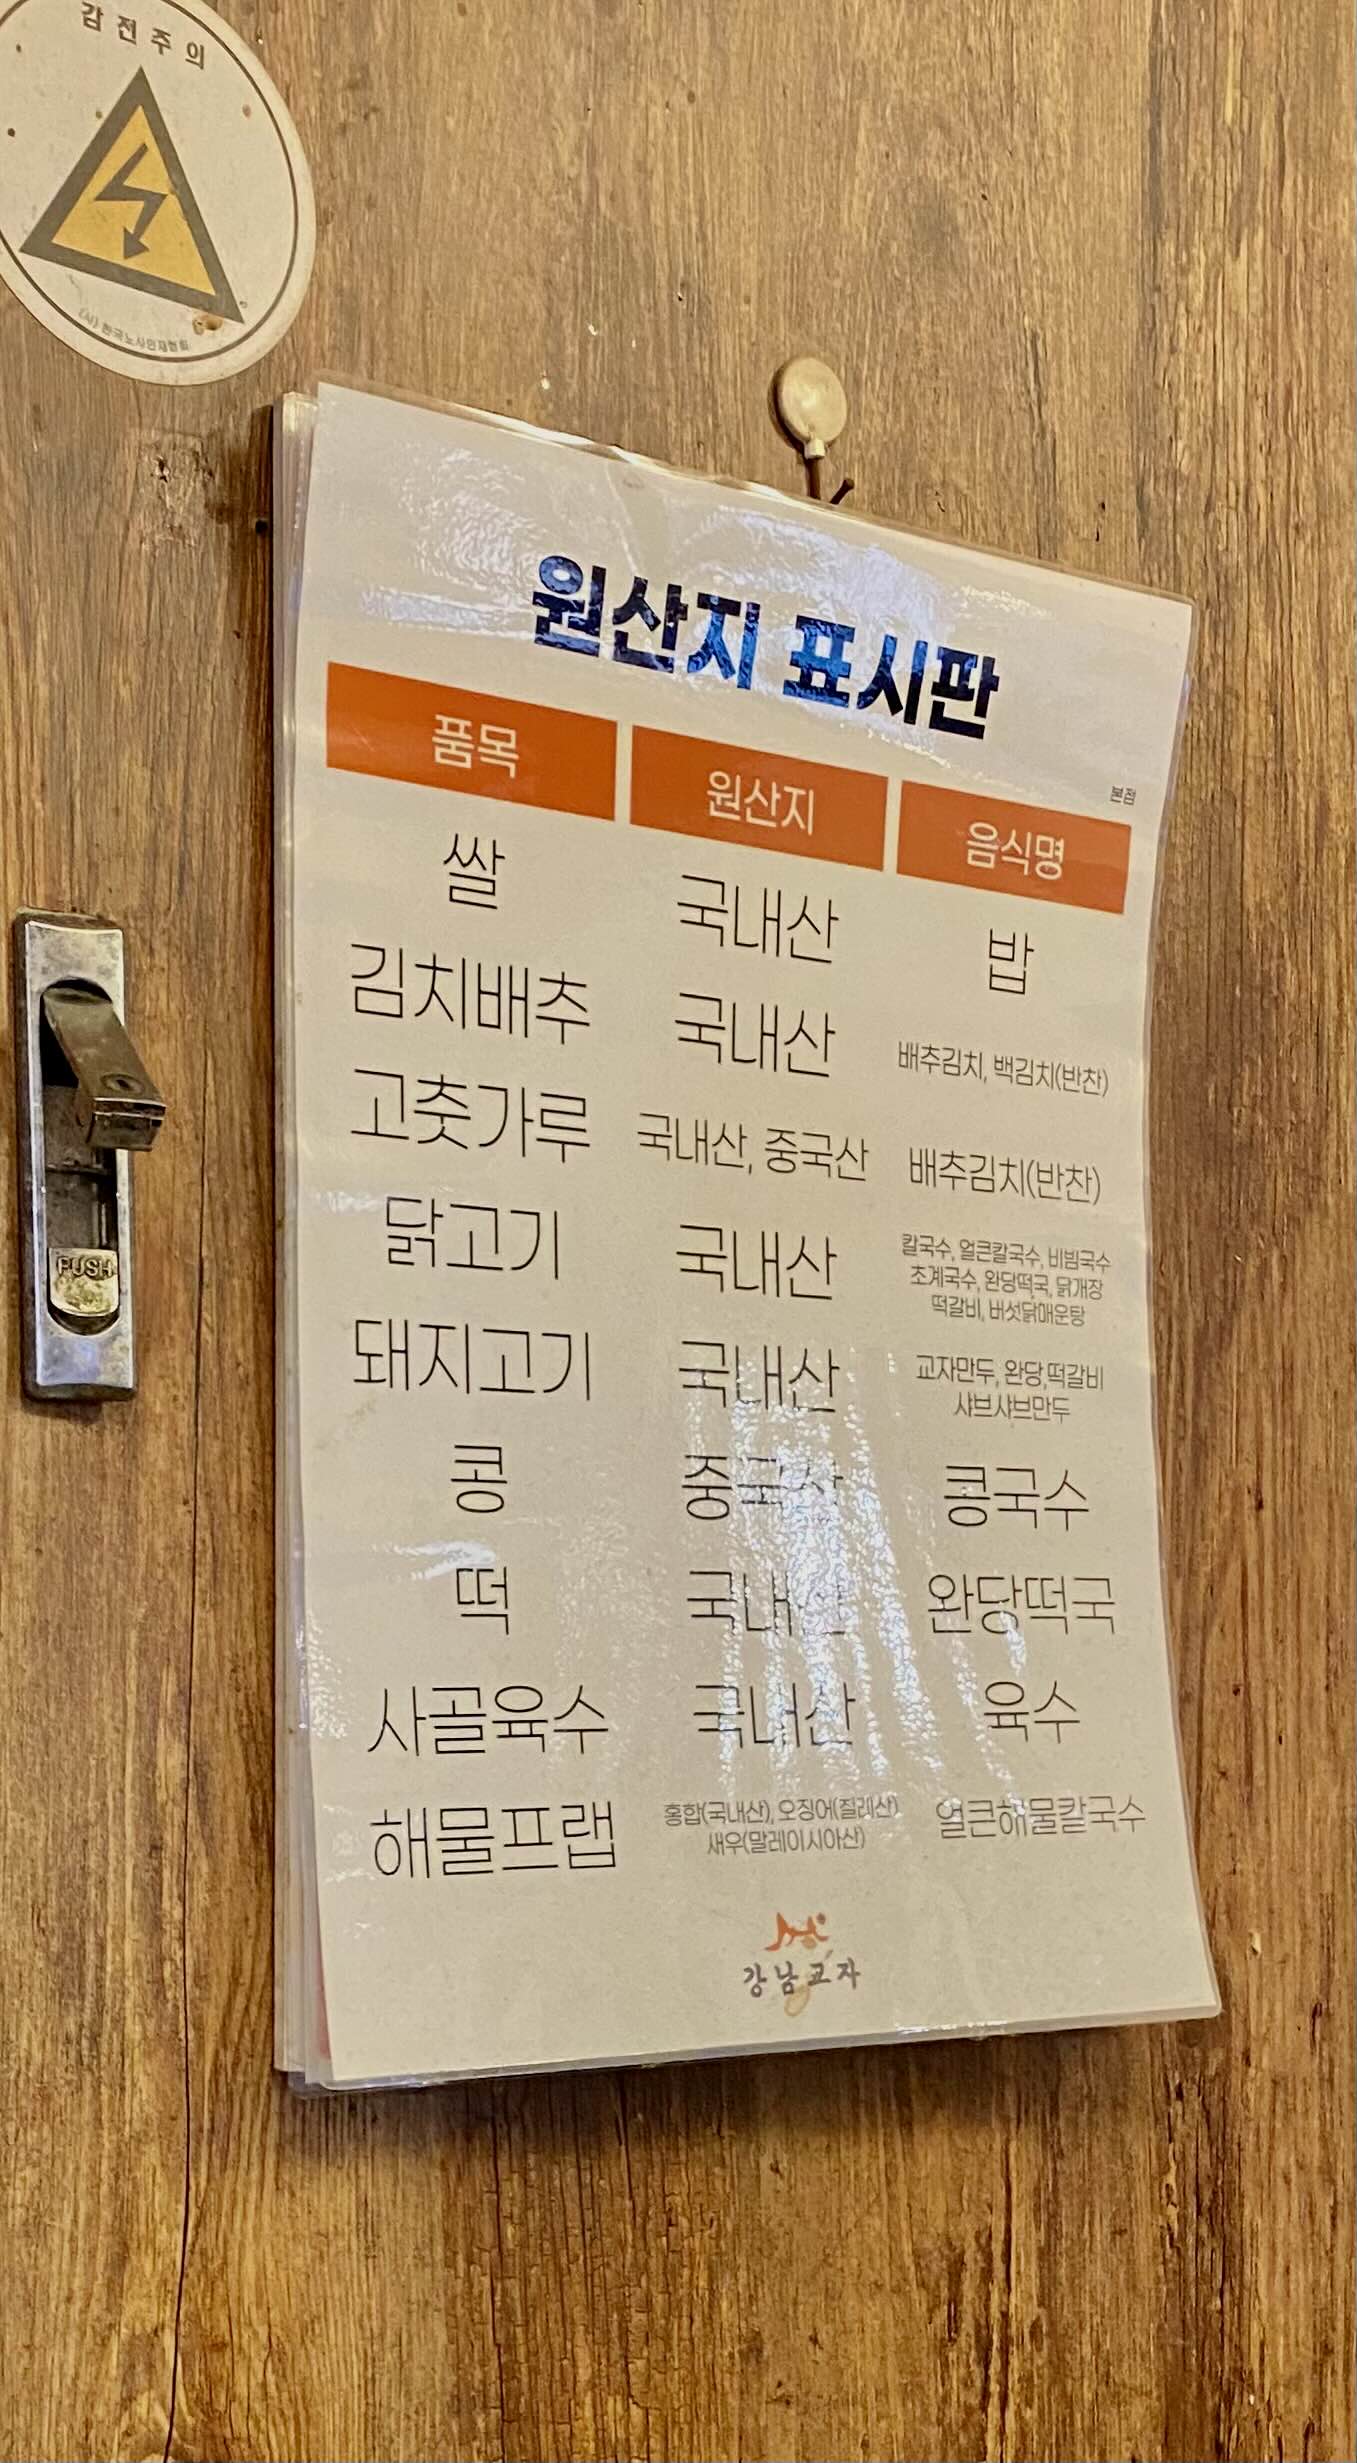 감전주의
(사) 한국노사인재협회
원산지 표시판
본점
품목 원산지 음식명
쌀 국내산 밥
김치배추 국내산 배추김치, 백김치(반찬)
고춧가루 국내산, 중국산 배추김치(반찬)
닭고기 국내산 칼국수, 얼큰칼국수, 비빔국수
초계국수, 완당떡국, 닭개장
떡갈비, 버섯닭매운탕
돼지고기 국내산 교자만두, 완당,떡갈비
샤브샤브만두
콩 중국산 콩국수
떡 국내산 완당떡국
사골육수 국내산 육수
해물프랩 홍합(국내산), 오징어(칠레산) 얼큰해물칼국수
새우(말레이시아산)
강남교자
PUSH